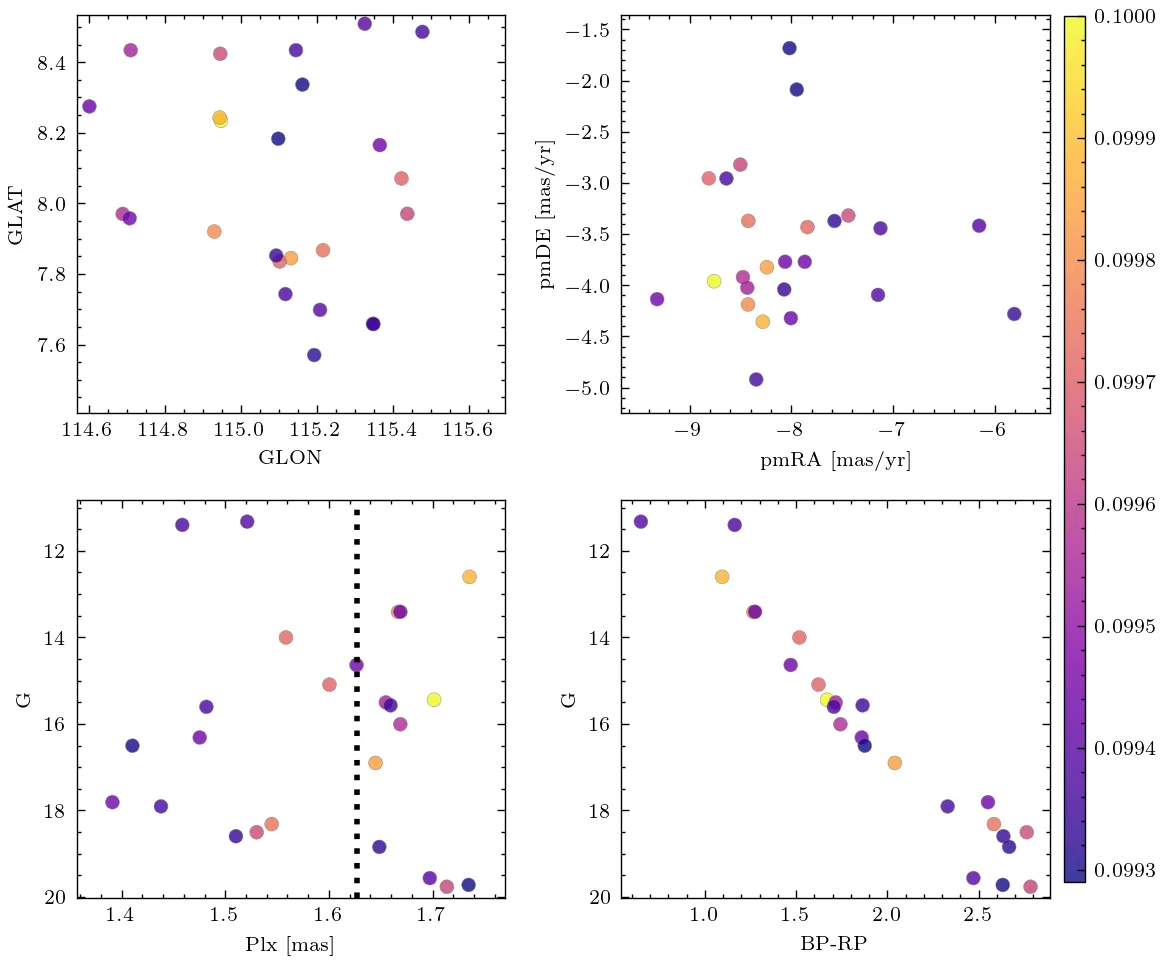 8.4
8.2
8.0
7.8
7.6
GLAT
114.6 114.8 115.0 115.2 115.4 115.6
GLON
−1.5
−2.0
−2.5
−3.0
−3.5
−4.0
−4.5
−5.0
pmDE [mas/yr]
−9 −8 −7 −6
pmRA [mas/yr]
0.1000
0.0999
0.0998
0.0997
0.0996
0.0995
0.0994
0.0993
12
14
16
18
20
G
1.4 1.5 1.6 1.7
Plx [mas]
12
14
16
18
20
G
1.0 1.5 2.0 2.5
BP-RP